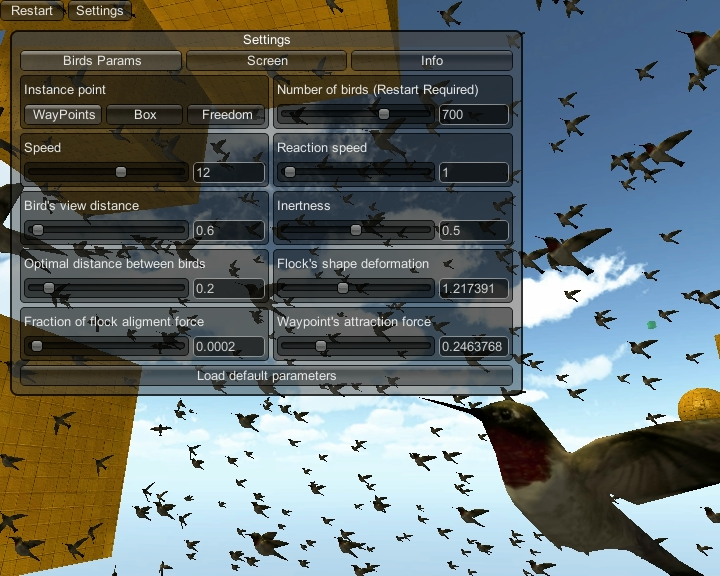 Restart Settings
Settings
Birds Params Screen Info
Instance point
WayPoints Box Freedom
Number of birds (Restart Required)
700
Speed
12
Reaction speed
1
Bird's view distance
0.6
Inertness
0.5
Optimal distance between birds
0.2
Flock's shape deformation
1.217391
Fraction of flock aligment force
0.0002
Waypoint's attraction force
0.2463768
Load default parameters